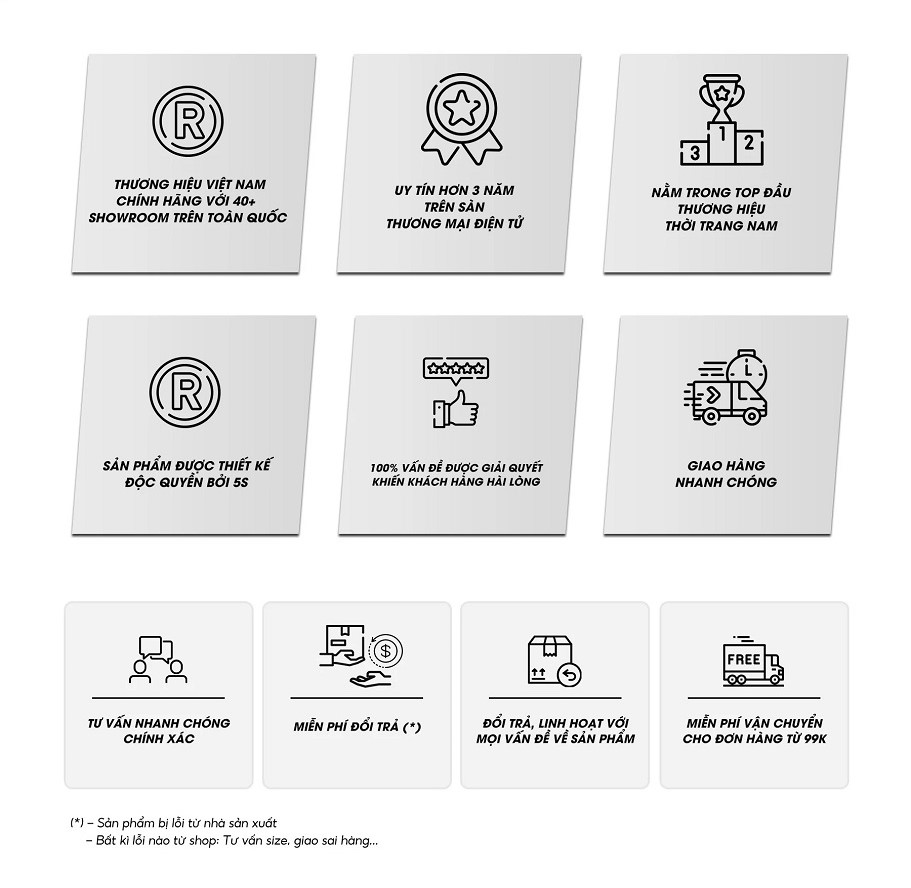 R
THƯƠNG HIỆU VIỆT NAM
CHÍNH HÃNG VỚI 40+
SHOWROOM TRÊN TOÀN QUỐC
UY TÍN HƠN 3 NĂM
TRÊN SÀN
THƯƠNG MẠI ĐIỆN TỬ
3 1 2
NẰM TRONG TOP ĐẦU
THƯƠNG HIỆU
THỜI TRANG NAM
R
SẢN PHẨM ĐƯỢC THIẾT KẾ
ĐỘC QUYỀN BỞI 5S
100% VẤN ĐỀ ĐƯỢC GIẢI QUYẾT
KHIẾN KHÁCH HÀNG HÀI LÒNG
GIAO HÀNG
NHANH CHÓNG
TƯ VẤN NHANH CHÓNG
CHÍNH XÁC
$
MIỄN PHÍ ĐỔI TRẢ (*)
ĐỔI TRẢ, LINH HOẠT VỚI
MỌI VẤN ĐỀ VỀ SẢN PHẨM
FREE
MIỄN PHÍ VẬN CHUYỂN
CHO ĐƠN HÀNG TỪ 99K
(*) – Sản phẩm bị lỗi từ nhà sản xuất
– Bất kì lỗi nào từ shop: Tư vấn size, giao sai hàng...